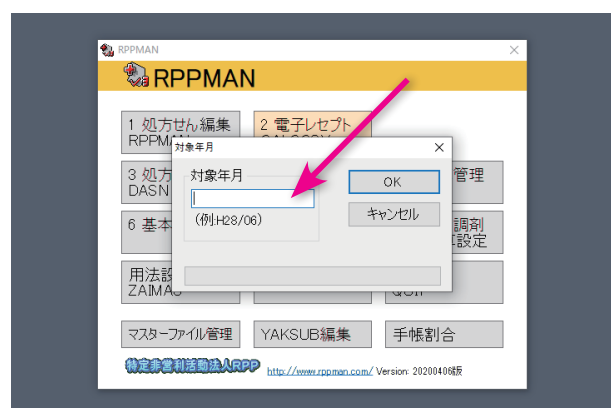 RPPMAN
RPPMAN
1 処方せん編集
RPPM
2 電子レセプト
対象年月
3 処方
DASN
管理
対象年月
OK
(例:H28/06)
キャンセル
6 基本
調剤
設定
用法設
ZAIMA
マスターファイル管理
YAKSUB編集
手帳割合
特定非営利活動法人RPP
http://www.rppman.com/ Version: 20200406版